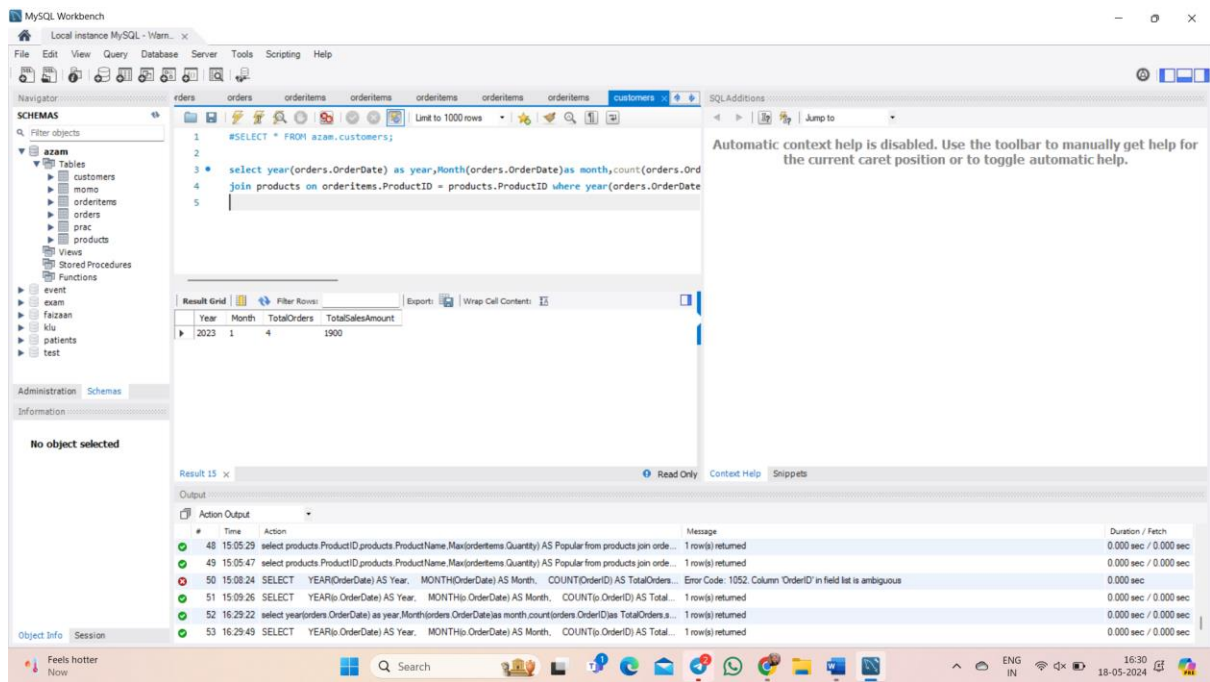 MySQL Workbench
Local instance MySQL - Warn...
File Edit View Query Database Server Tools Scripting Help
Navigator
SCHEMAS
Filter objects
azam
Tables
customers
momo
orderitems
orders
prac
products
Views
Stored Procedures
Functions
event
exam
faizaan
klu
patients
test
Administration Schemas
Information
No object selected
Object Info Session
rders orders orderitems orderitems orderitems orderitems orderitems customers
Limit to 1000 rows
1 #SELECT * FROM azam.customers;
2
3 select year(orders.OrderDate) as year,Month(orders.OrderDate)as month,count(orders.Ord
4 join products on orderitems.ProductID = products.ProductID where year(orders.OrderDate
5
Result Grid Filter Rows: Export: Wrap Cell Content:
Year Month TotalOrders TotalSalesAmount
2023 1 4 1900
Result 15 Read Only
SQLAdditions
Jump to
Automatic context help is disabled. Use the toolbar to manually get help for
the current caret position or to toggle automatic help.
Context Help Snippets
Output
Action Output
# Time Action Message Duration / Fetch
48 15:05:29 select products.ProductID,products.ProductName,Max(orderitems.Quantity) AS Popular from products join orde... 1 row(s) returned 0.000 sec / 0.000 sec
49 15:05:47 select products.ProductID,products.ProductName,Max(orderitems.Quantity) AS Popular from products join orde... 1 row(s) returned 0.000 sec / 0.000 sec
50 15:08:24 SELECT YEAR(OrderDate) AS Year, MONTH(OrderDate) AS Month, COUNT(OrderID) AS TotalOrders... Error Code: 1052. Column 'OrderID' in field list is ambiguous 0.000 sec
51 15:09:26 SELECT YEAR(o.OrderDate) AS Year, MONTH(o.OrderDate) AS Month, COUNT(o.OrderID) AS Total... 1 row(s) returned 0.000 sec / 0.000 sec
52 16:29:22 select year(orders.OrderDate) as year,Month(orders.OrderDate)as month,count(orders.OrderID)as TotalOrders,s... 1 row(s) returned 0.000 sec / 0.000 sec
53 16:29:49 SELECT YEAR(o.OrderDate) AS Year, MONTH(o.OrderDate) AS Month, COUNT(o.OrderID) AS Total... 1 row(s) returned 0.000 sec / 0.000 sec
Feels hotter
Now
Search
ENG
IN
16:30
18-05-2024